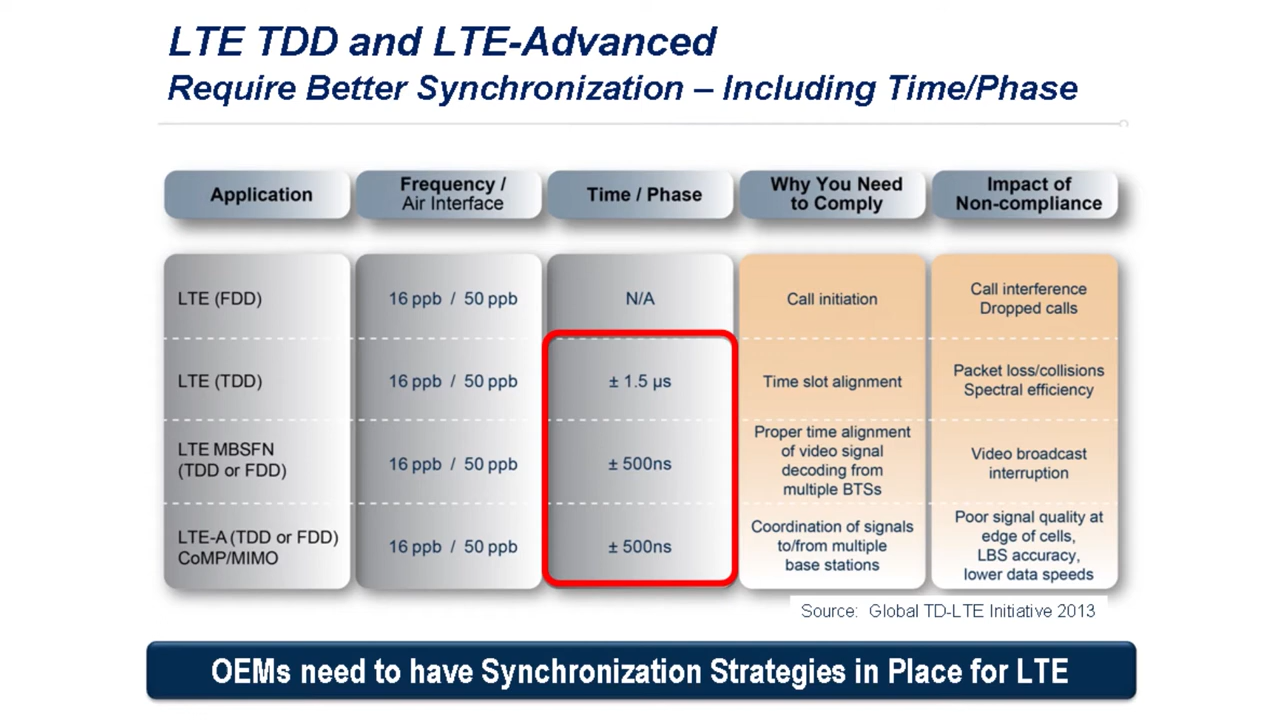 LTE TDD and LTE-Advanced
Require Better Synchronization – Including Time/Phase
Application
Frequency /
Air Interface
Time / Phase
Why You Need
to Comply
Impact of
Non-compliance
LTE (FDD)
16 ppb / 50 ppb
N/A
Call initiation
Call interference
Dropped calls
LTE (TDD)
16 ppb / 50 ppb
± 1.5 µs
Time slot alignment
Packet loss/collisions
Spectral efficiency
LTE MBSFN
(TDD or FDD)
16 ppb / 50 ppb
± 500ns
Proper time alignment
of video signal
decoding from
multiple BTSs
Video broadcast
interruption
LTE-A (TDD or FDD)
CoMP/MIMO
16 ppb / 50 ppb
± 500ns
Coordination of signals
to/from multiple
base stations
Poor signal quality at
edge of cells,
LBS accuracy,
lower data speeds
Source: Global TD-LTE Initiative 2013
OEMs need to have Synchronization Strategies in Place for LTE